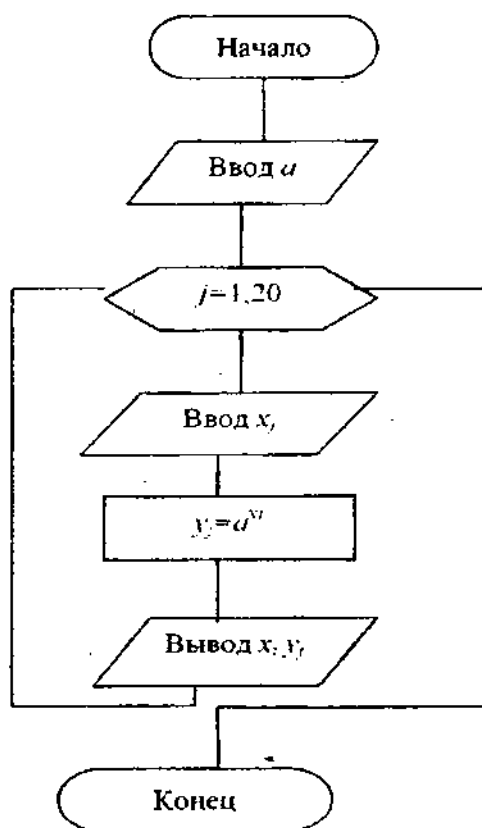 Начало
Ввод a
j=1,20
Ввод xj
yj=a^xj
Вывод xj, yj
Конец